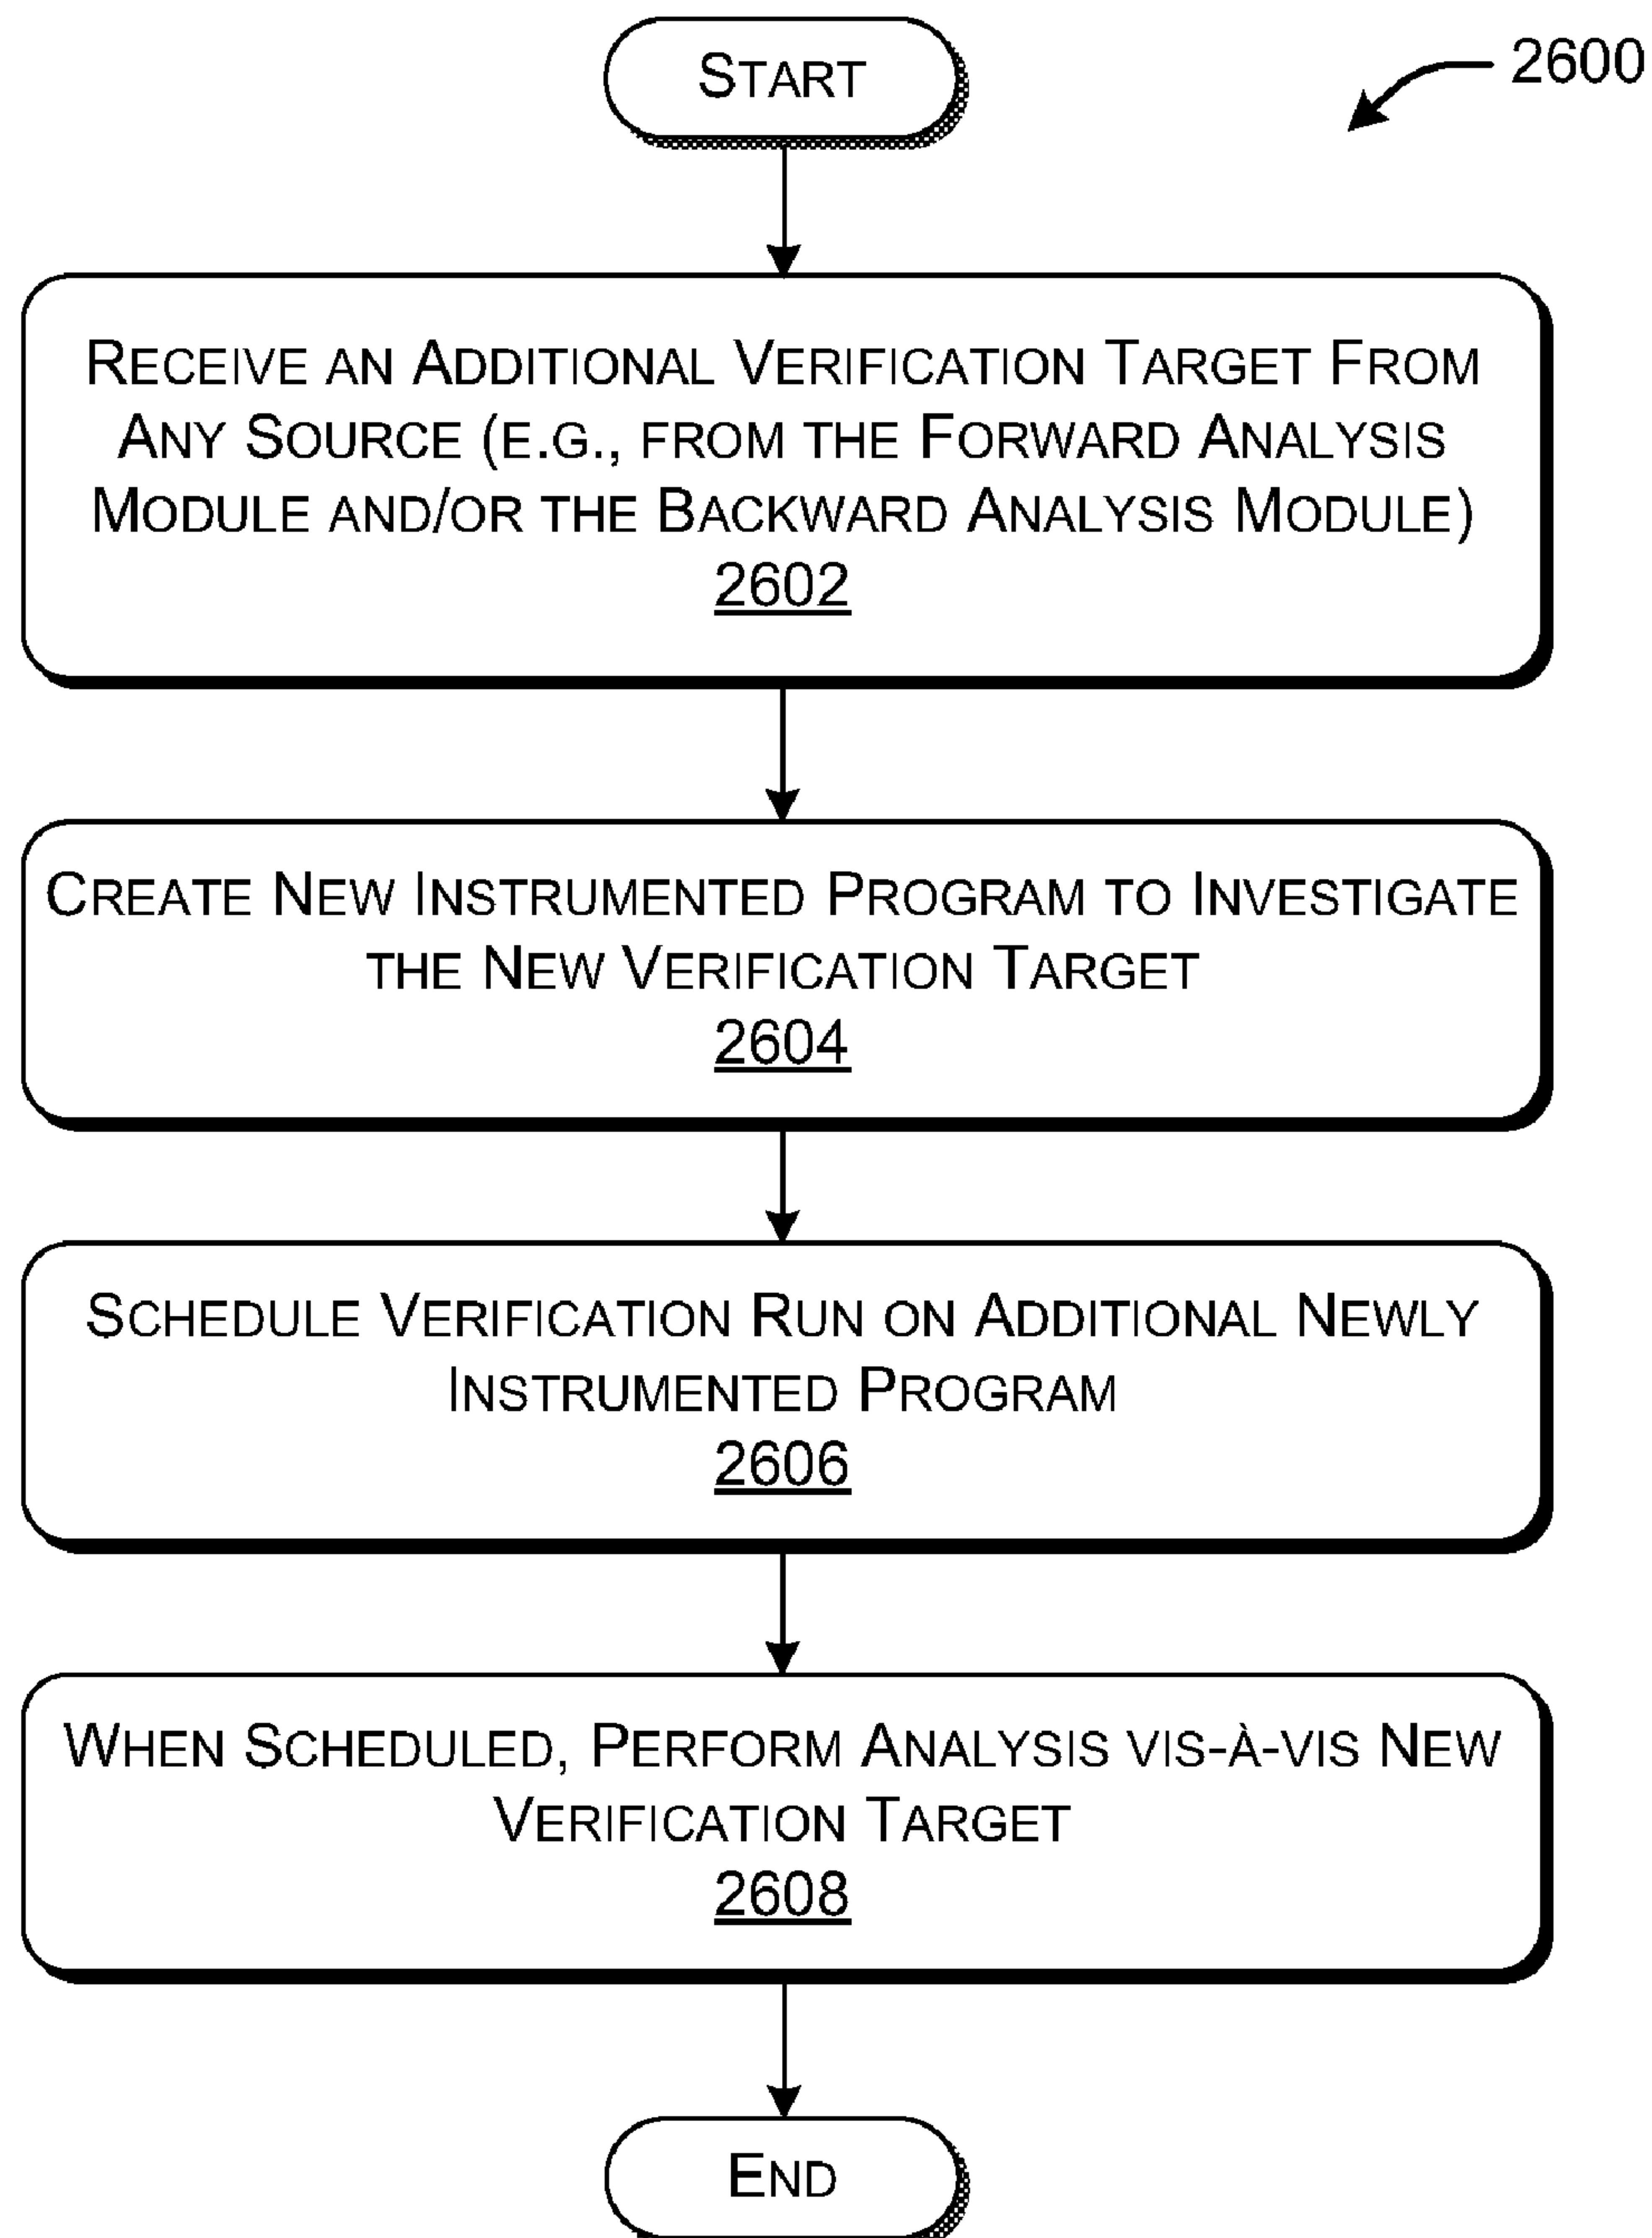 START
2600
RECEIVE AN ADDITIONAL VERIFICATION TARGET FROM
ANY SOURCE (E.G., FROM THE FORWARD ANALYSIS
MODULE AND/OR THE BACKWARD ANALYSIS MODULE)
2602
CREATE NEW INSTRUMENTED PROGRAM TO INVESTIGATE
THE NEW VERIFICATION TARGET
2604
SCHEDULE VERIFICATION RUN ON ADDITIONAL NEWLY
INSTRUMENTED PROGRAM
2606
WHEN SCHEDULED, PERFORM ANALYSIS VIS-À-VIS NEW
VERIFICATION TARGET
2608
END